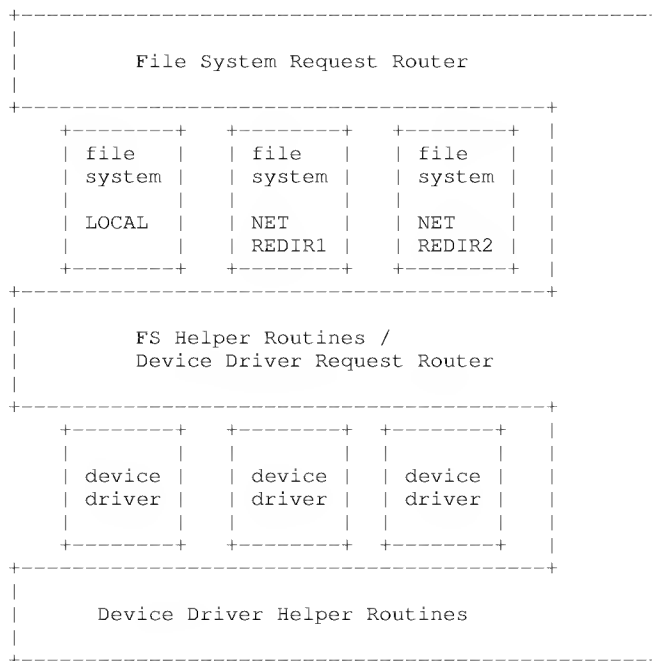 File System Request Router
file file file
system system system
LOCAL NET NET
REDIR1 REDIR2
FS Helper Routines /
Device Driver Request Router
device device device
driver driver driver
Device Driver Helper Routines